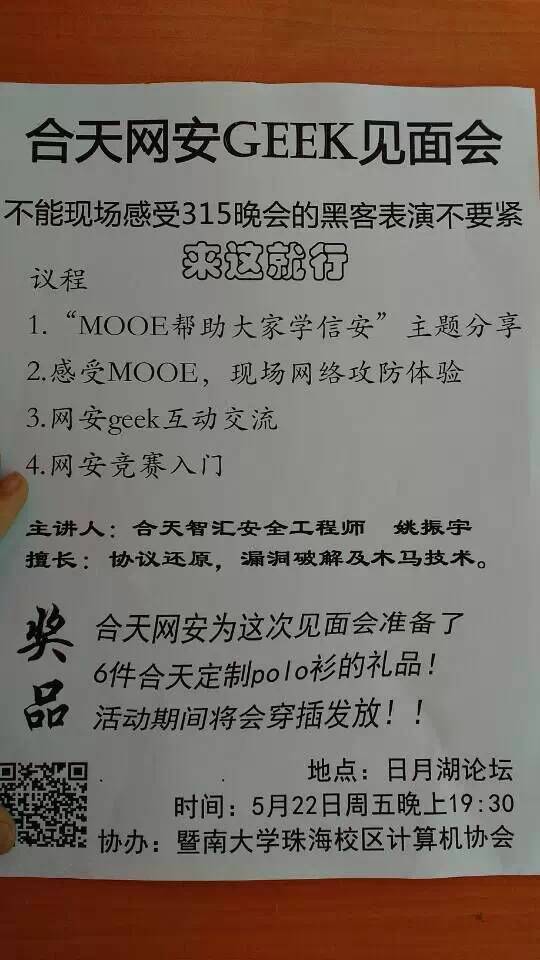 合天网安GEEK见面会
不能现场感受315晚会的黑客表演不要紧
来这就行
议程
1.“MOOE帮助大家学信安”主题分享
2.感受MOOE，现场网络攻防体验
3.网安geek互动交流
4.网安竞赛入门
主讲人：合天智汇安全工程师 姚振宇
擅长：协议还原，漏洞破解及木马技术。
奖品
合天网安为这次见面会准备了
6件合天定制polo衫的礼品！
活动期间将会穿插发放！！
地点：日月湖论坛
时间：5月22日周五晚上19:30
协办：暨南大学珠海校区计算机协会